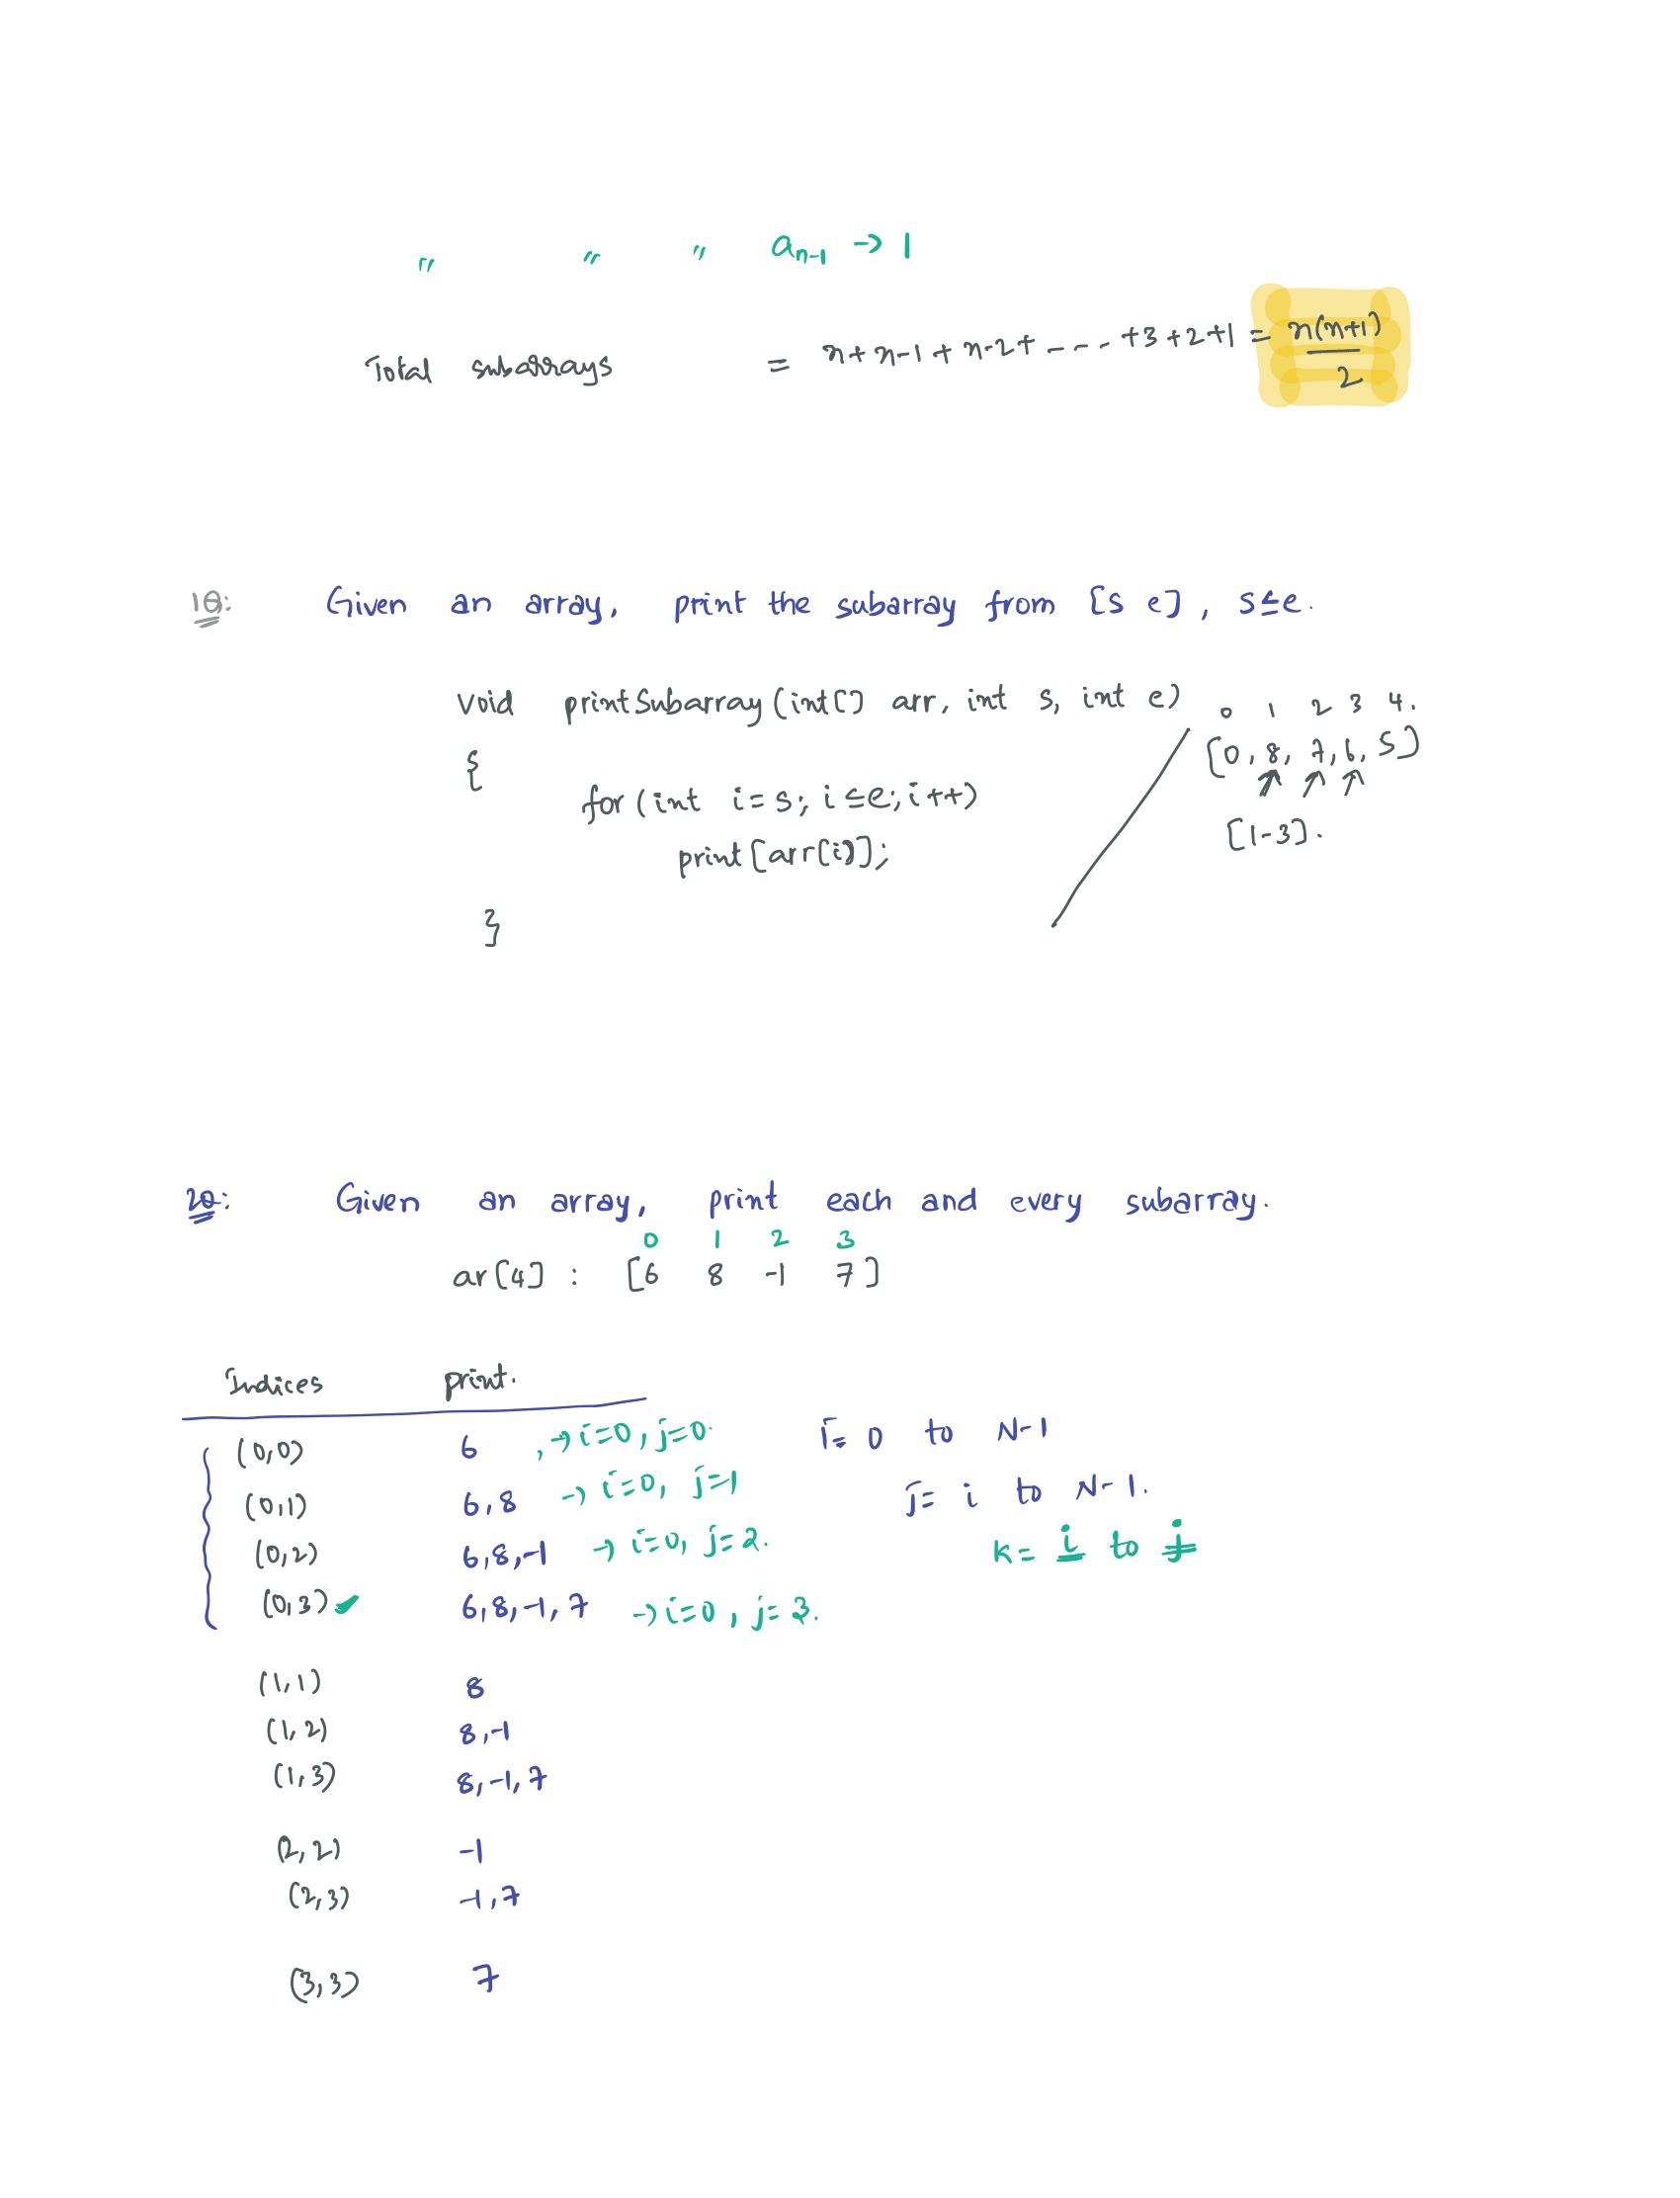 " " " aₙ₋₁ → 1
Total subarrays = n + n-1 + n-2 + - - - - +3+2+1 = n(n+1)/2
1Q: Given an array, print the subarray from [s e], s≤e.
void printSubarray(int[] arr, int s, int e)
{
for(int i=s; i≤e; i++)
print[arr[i]];
}
0 1 2 3 4.
[0, 8, 7, 6, 5]
[1-3].
2Q: Given an array, print each and every subarray.
0 1 2 3
ar[4] : [6 8 -1 7]
Indices print.
(0,0) 6 , → i=0, j=0.
(0,1) 6,8 → i=0, j=1
(0,2) 6,8,-1 → i=0, j=2.
(0,3) ✓ 6,8,-1,7 → i=0, j=3.
i= 0 to N-1
j= i to N-1.
k= i to j
(1,1) 8
(1,2) 8,-1
(1,3) 8,-1,7
(2,2) -1
(2,3) -1,7
(3,3) 7